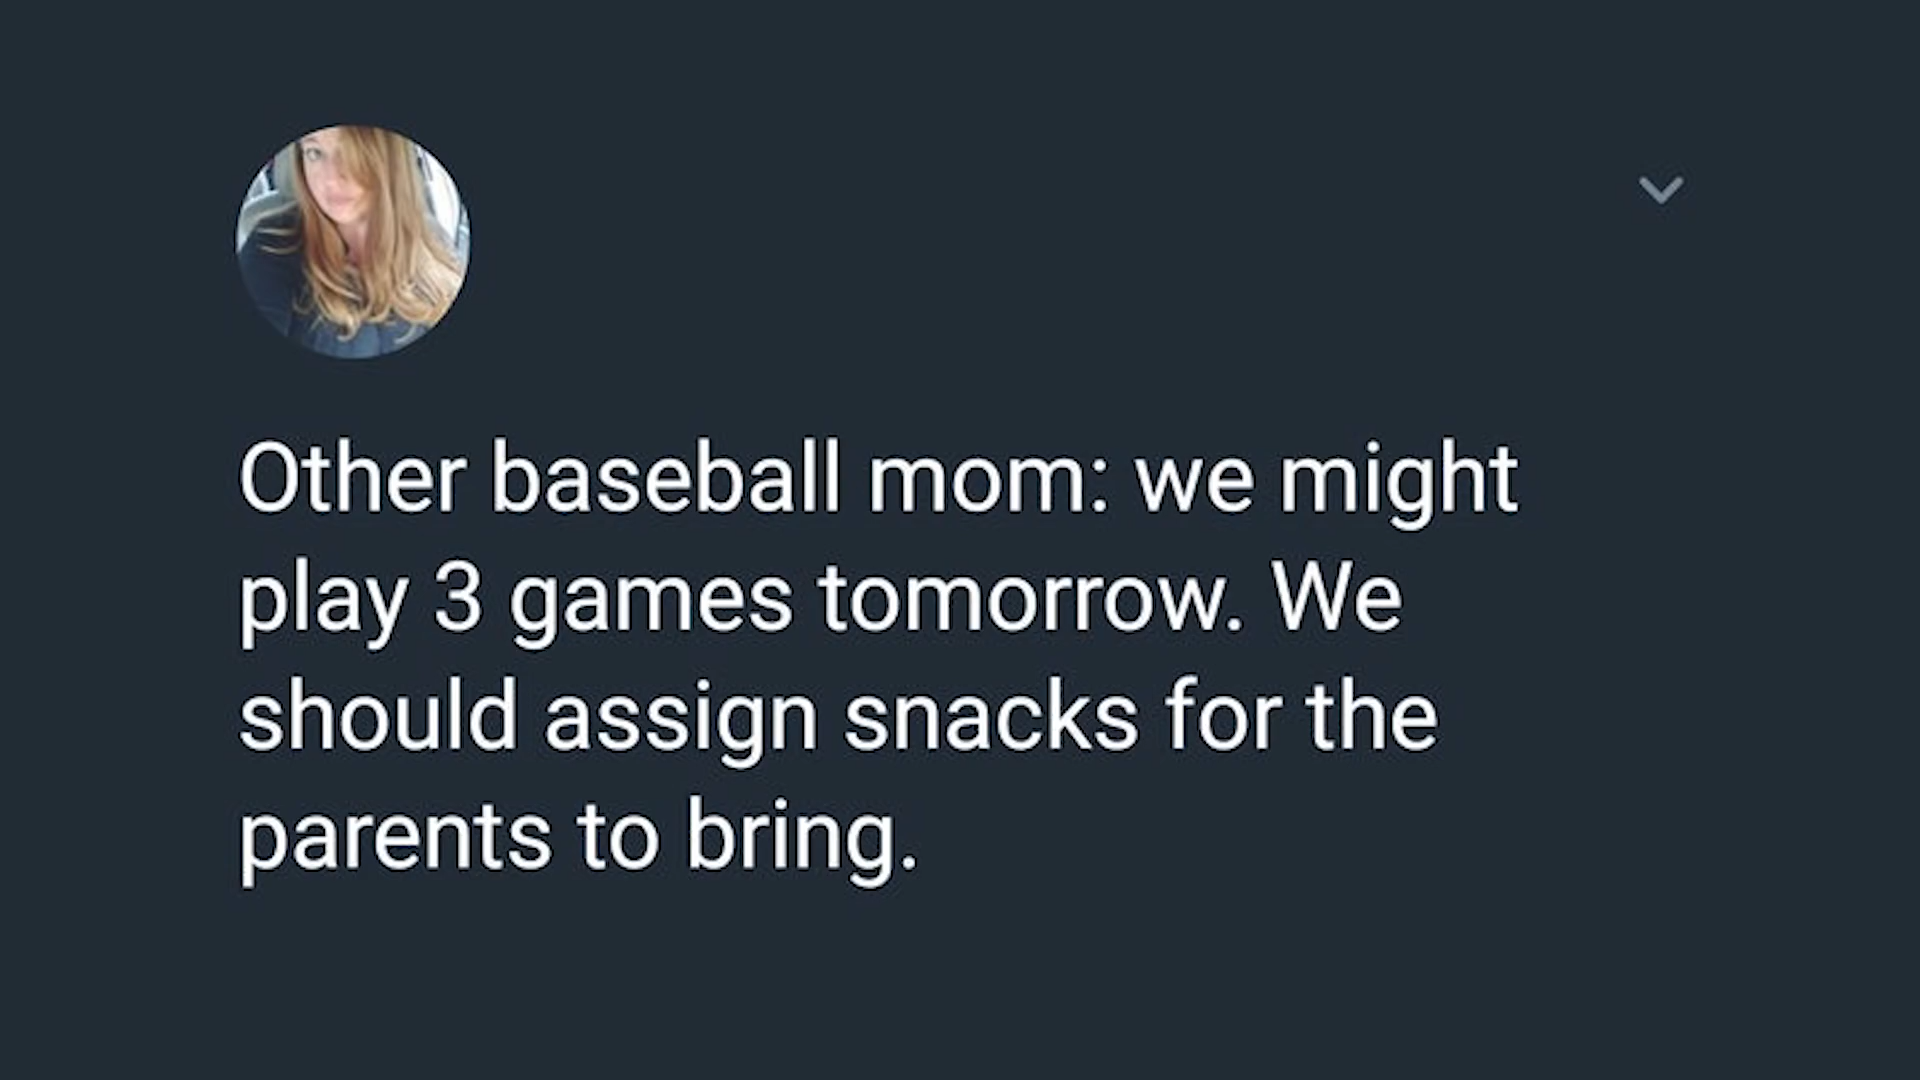 Other baseball mom: we might
play 3 games tomorrow. We
should assign snacks for the
parents to bring.